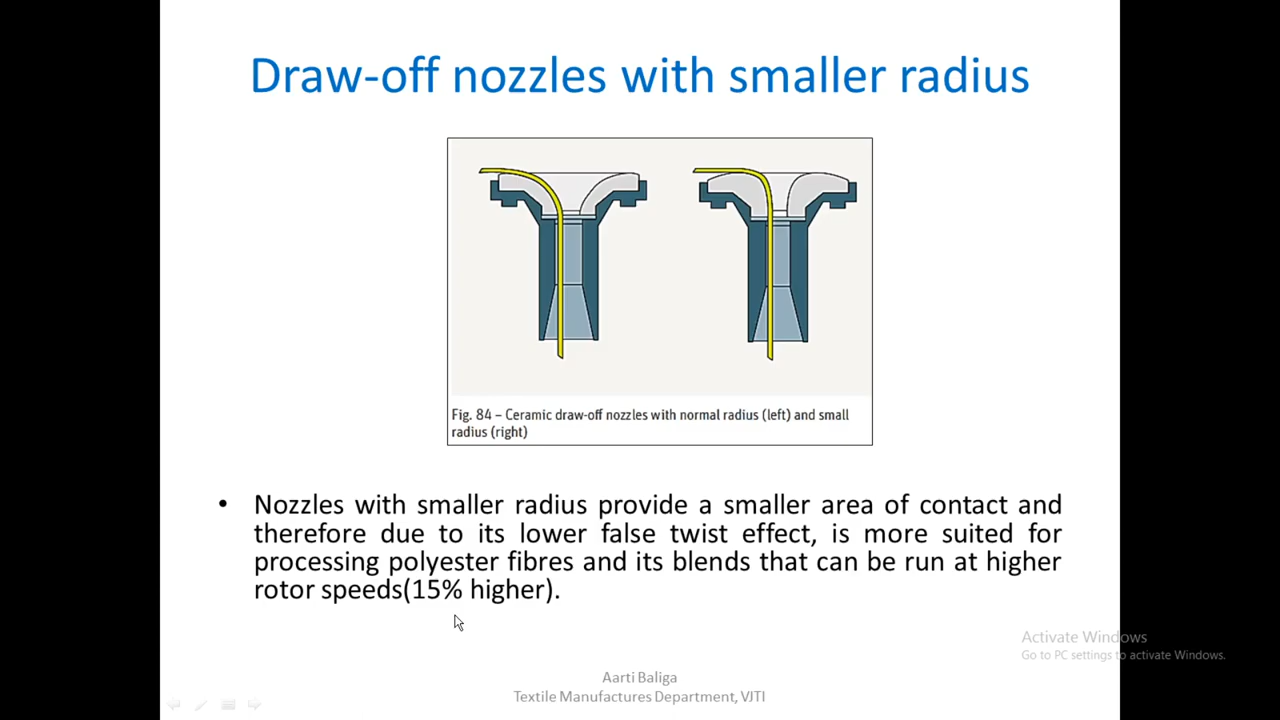 Draw-off nozzles with smaller radius
Fig. 84 – Ceramic draw-off nozzles with normal radius (left) and small
radius (right)
• Nozzles with smaller radius provide a smaller area of contact and
therefore due to its lower false twist effect, is more suited for
processing polyester fibres and its blends that can be run at higher
rotor speeds(15% higher).
Activate Windows
Go to PC settings to activate Windows.
Aarti Baliga
Textile Manufactures Department, VJTI